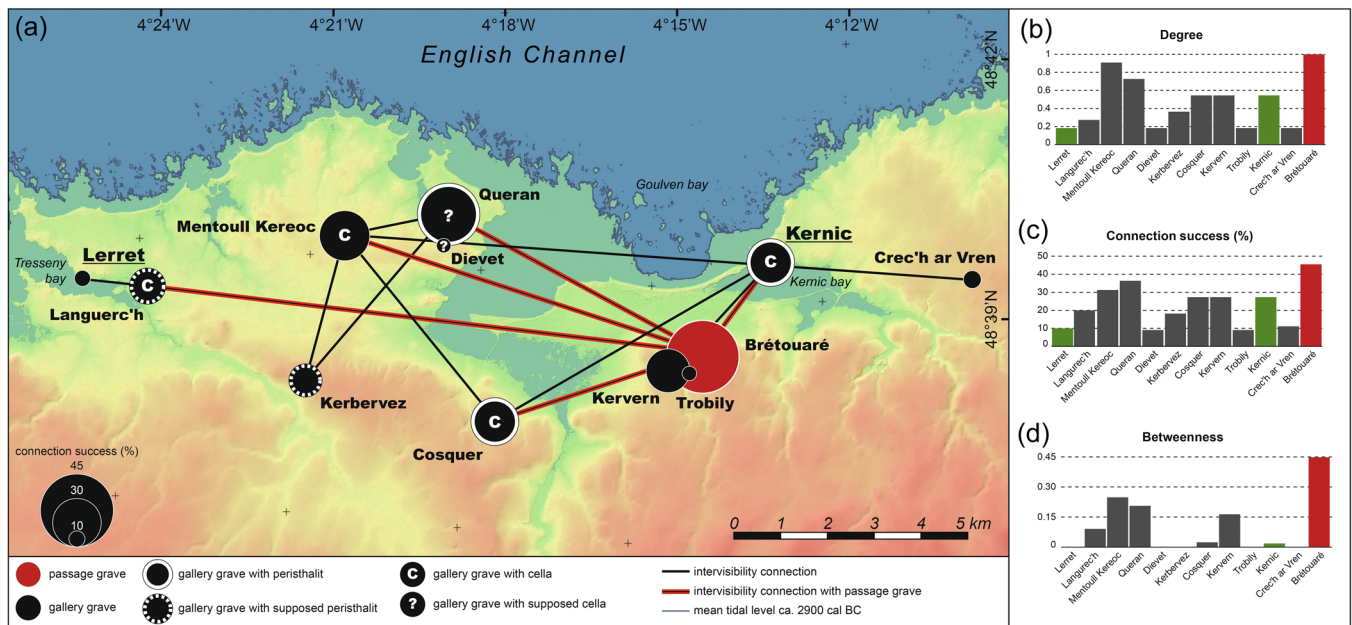 (a)
4°24'W
4°21'W
4°18'W
4°15'W
4°12'W
English Channel
48°42'N
Goulven bay
Queran
?
Mentoull Kereoc
C
?
Dievet
Kernic
C
Kernic bay
Crec'h ar Vren
Lerret
Tresseny
bay
C
Languerc'h
48°39'N
Brétouaré
Kerbervez
Kervern
Trobily
C
Cosquer
connection success (%)
45
30
10
0 1 2 3 4 5 km
passage grave
gallery grave
gallery grave with peristhalit
gallery grave with supposed peristhalit
C
gallery grave with cella
?
gallery grave with supposed cella
intervisibility connection
intervisibility connection with passage grave
mean tidal level ca. 2900 cal BC
(b)
Degree
1
0.8
0.6
0.4
0.2
Lerret
Langurec'h
Mentoull Kereoc
Queran
Dievet
Kerbervez
Cosquer
Kervern
Trobily
Kernic
Crec'h ar Vren
Brétouaré
(c)
Connection success (%)
50
40
30
20
10
0
Lerret
Langurec'h
Mentoull Kereoc
Queran
Dievet
Kerbervez
Cosquer
Kervern
Trobily
Kernic
Crec'h ar Vren
Brétouaré
(d)
Betweenness
0.45
0.30
0.15
0
Lerret
Langurec'h
Mentoull Kereoc
Queran
Dievet
Kerbervez
Cosquer
Kervern
Trobily
Kernic
Crec'h ar Vren
Brétouaré